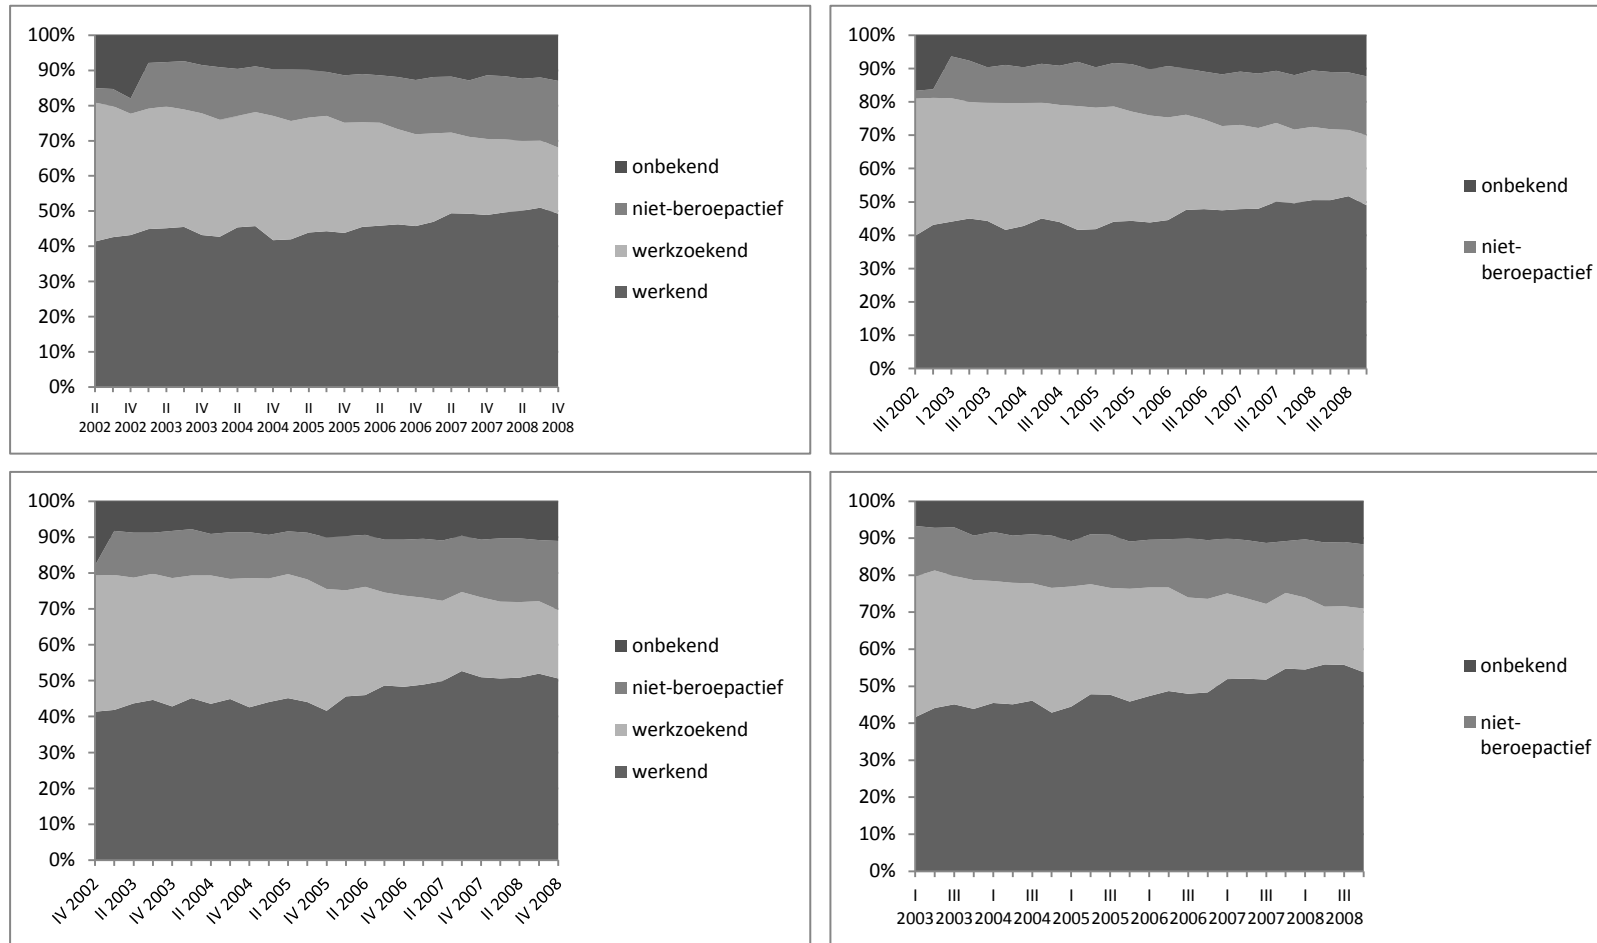 100%
90%
80%
70%
60%
50%
40%
30%
20%
10%
0%
II IV II IV II IV II IV II IV II IV II IV
2002 2002 2003 2003 2004 2004 2005 2005 2006 2006 2007 2007 2008 2008
onbekend
niet-beroepactief
werkzoekend
werkend
100%
90%
80%
70%
60%
50%
40%
30%
20%
10%
0%
III 2002
I 2003
III 2003
I 2004
III 2004
I 2005
III 2005
I 2006
III 2006
I 2007
III 2007
I 2008
III 2008
onbekend
niet-
beroepactief
100%
90%
80%
70%
60%
50%
40%
30%
20%
10%
0%
IV 2002
II 2003
IV 2003
II 2004
IV 2004
II 2005
IV 2005
II 2006
IV 2006
II 2007
IV 2007
II 2008
IV 2008
onbekend
niet-beroepactief
werkzoekend
werkend
100%
90%
80%
70%
60%
50%
40%
30%
20%
10%
0%
I III I III I III I III I III I III
2003 2003 2004 2004 2005 2005 2006 2006 2007 2007 2008 2008
onbekend
niet-
beroepactief